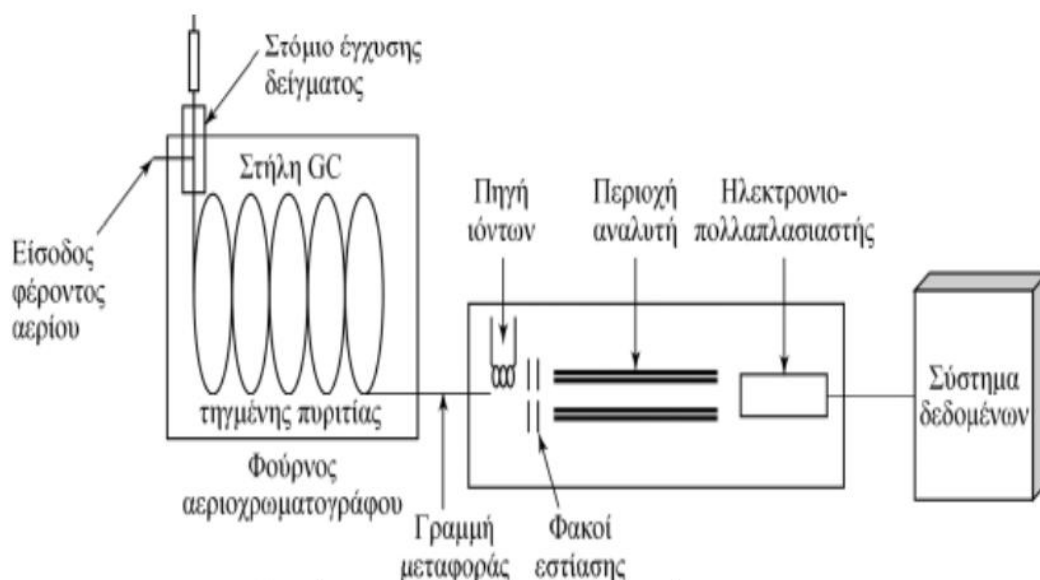 Στόμιο έγχυσης
δείγματος
Στήλη GC
Είσοδος
φέροντος
αερίου
τηγμένης πυριτίας
Φούρνος
αεριοχρωματογράφου
Γραμμή
μεταφοράς
Πηγή
ιόντων
Περιοχή
αναλυτή
Ηλεκτρονιο-
πολλαπλασιαστής
Φακοί
εστίασης
Σύστημα
δεδομένων